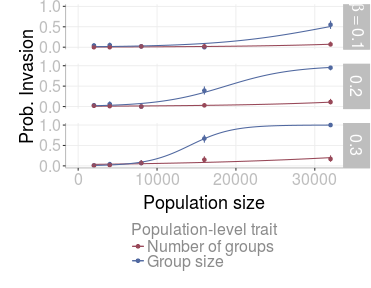 Prob. Invasion
1.0
0.5
0.0
= 0.1
1.0
0.5
0.0
0.2
1.0
0.5
0.0
0.3
0 10000 20000 30000
Population size
Population-level trait
Number of groups
Group size